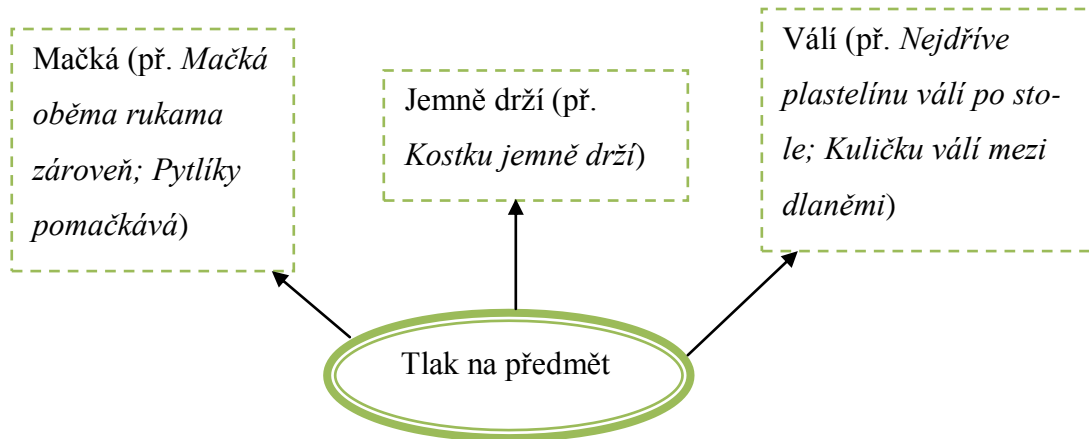 Mačká (př. Mačká
oběma rukama
zároveň; Pytlíky
pomačkává)
Jemně drží (př.
Kostku jemně drží)
Válí (př. Nejdříve
plastelínu válí po sto-
le; Kuličku válí mezi
dlaněmi)
Tlak na předmět